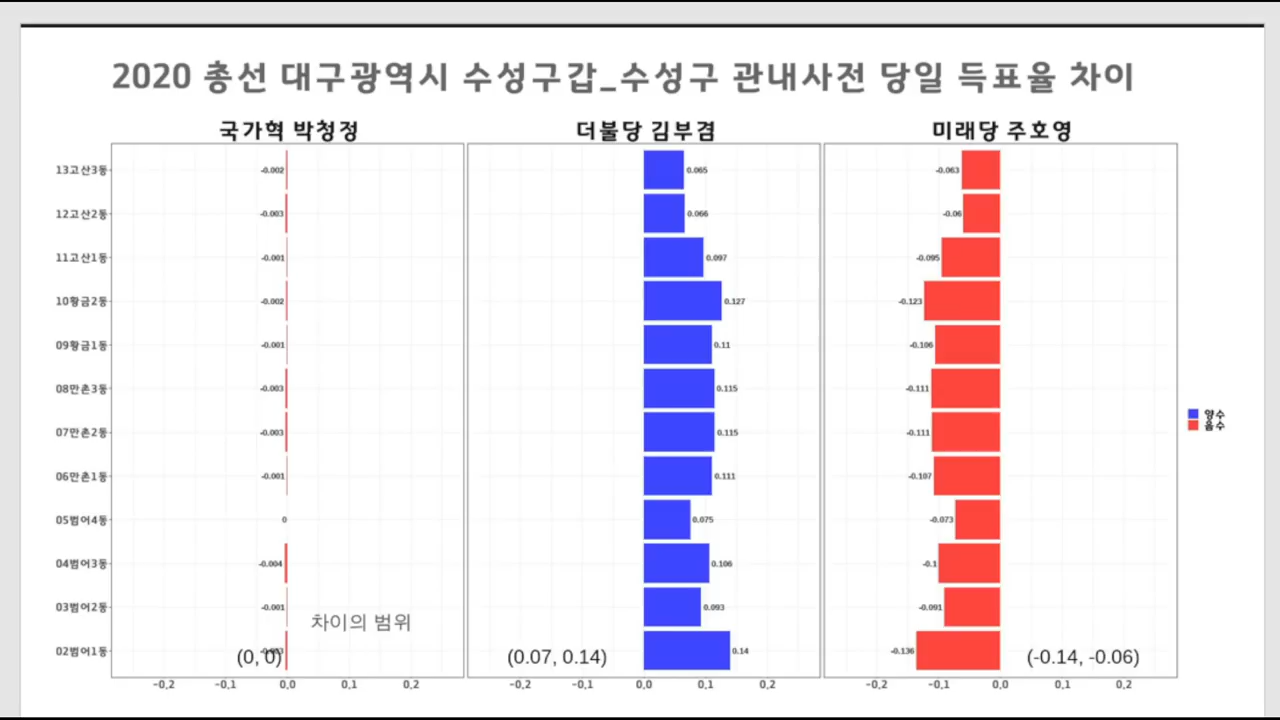 2020 총선 대구광역시 수성구갑_수성구 관내사전 당일 득표율 차이
국가혁 박청정 더불당 김부겸 미래당 주호영
13고산3동 -0.002 0.065 -0.063
12고산2동 -0.003 0.066 -0.06
11고산1동 -0.001 0.097 -0.095
10황금2동 -0.002 0.127 -0.123
09황금1동 -0.001 0.11 -0.106
08만촌3동 -0.003 0.115 -0.111
07만촌2동 -0.003 0.115 -0.111
양수
음수
06만촌1동 -0.001 0.111 -0.107
05범어4동 0 0.075 -0.073
04범어3동 -0.004 0.106 -0.1
03범어2동 -0.001 0.093 -0.091
차이의 범위
02범어1동 0.14 -0.136
(0, 0) (0.07, 0.14) (-0.14, -0.06)
-0,2 -0,1 0,0 0,1 0,2 -0,2 -0,1 0,0 0,1 0,2 -0,2 -0,1 0,0 0,1 0,2